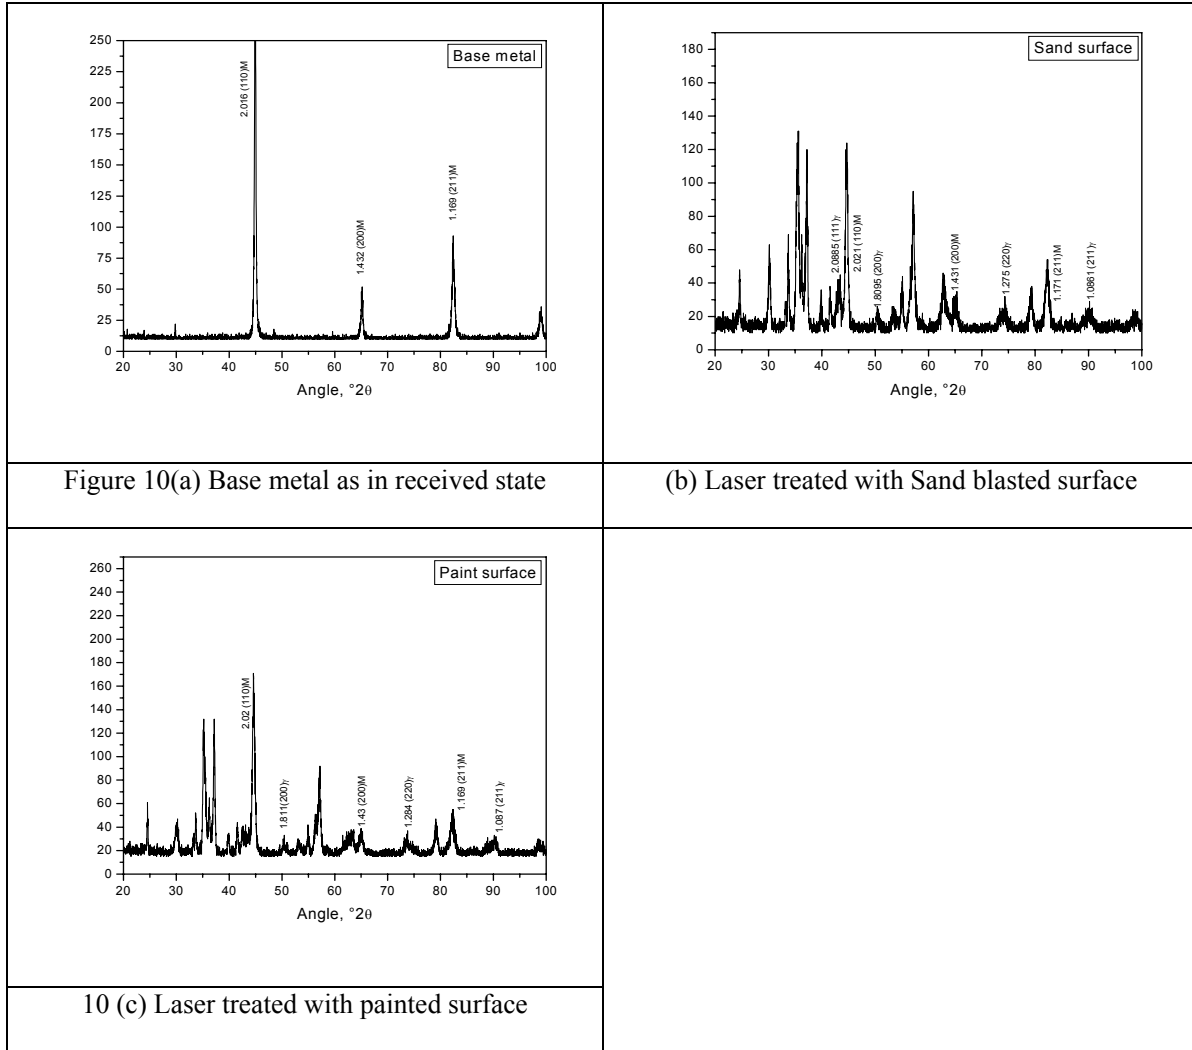 Base metal
250
225
200
175
150
125
100
75
50
25
0
2.016 (110)M
1.432 (200)M
1.169 (211)M
20 30 40 50 60 70 80 90 100
Angle, °2θ
Figure 10(a) Base metal as in received state
Sand surface
180
160
140
120
100
80
60
40
20
0
2.0885 (111)γ
2.021 (110)M
1.8095 (200)γ
1.431 (200)M
1.275 (220)γ
1.171 (211)M
1.0861 (211)γ
20 30 40 50 60 70 80 90 100
Angle, °2θ
(b) Laser treated with Sand blasted surface
Paint surface
260
240
220
200
180
160
140
120
100
80
60
40
20
0
2.02 (110)M
1.811(200)γ
1.43 (200)M
1.284 (220)γ
1.169 (211)M
1.087 (211)γ
20 30 40 50 60 70 80 90 100
Angle, °2θ
10 (c) Laser treated with painted surface